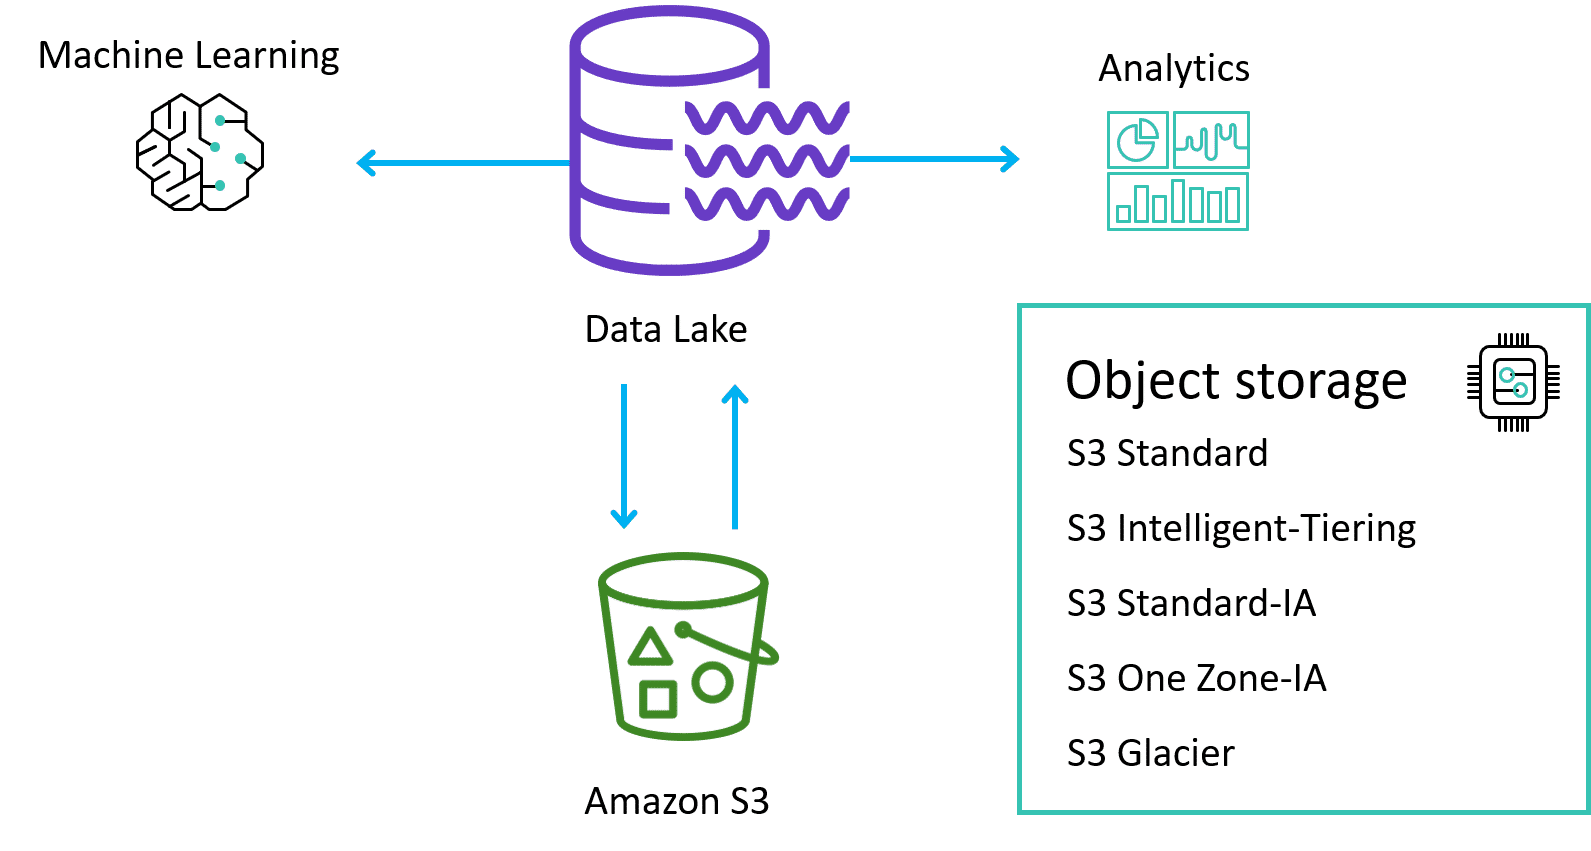 Machine Learning
Analytics
Data Lake
Object storage
S3 Standard
S3 Intelligent-Tiering
S3 Standard-IA
S3 One Zone-IA
S3 Glacier
Amazon S3